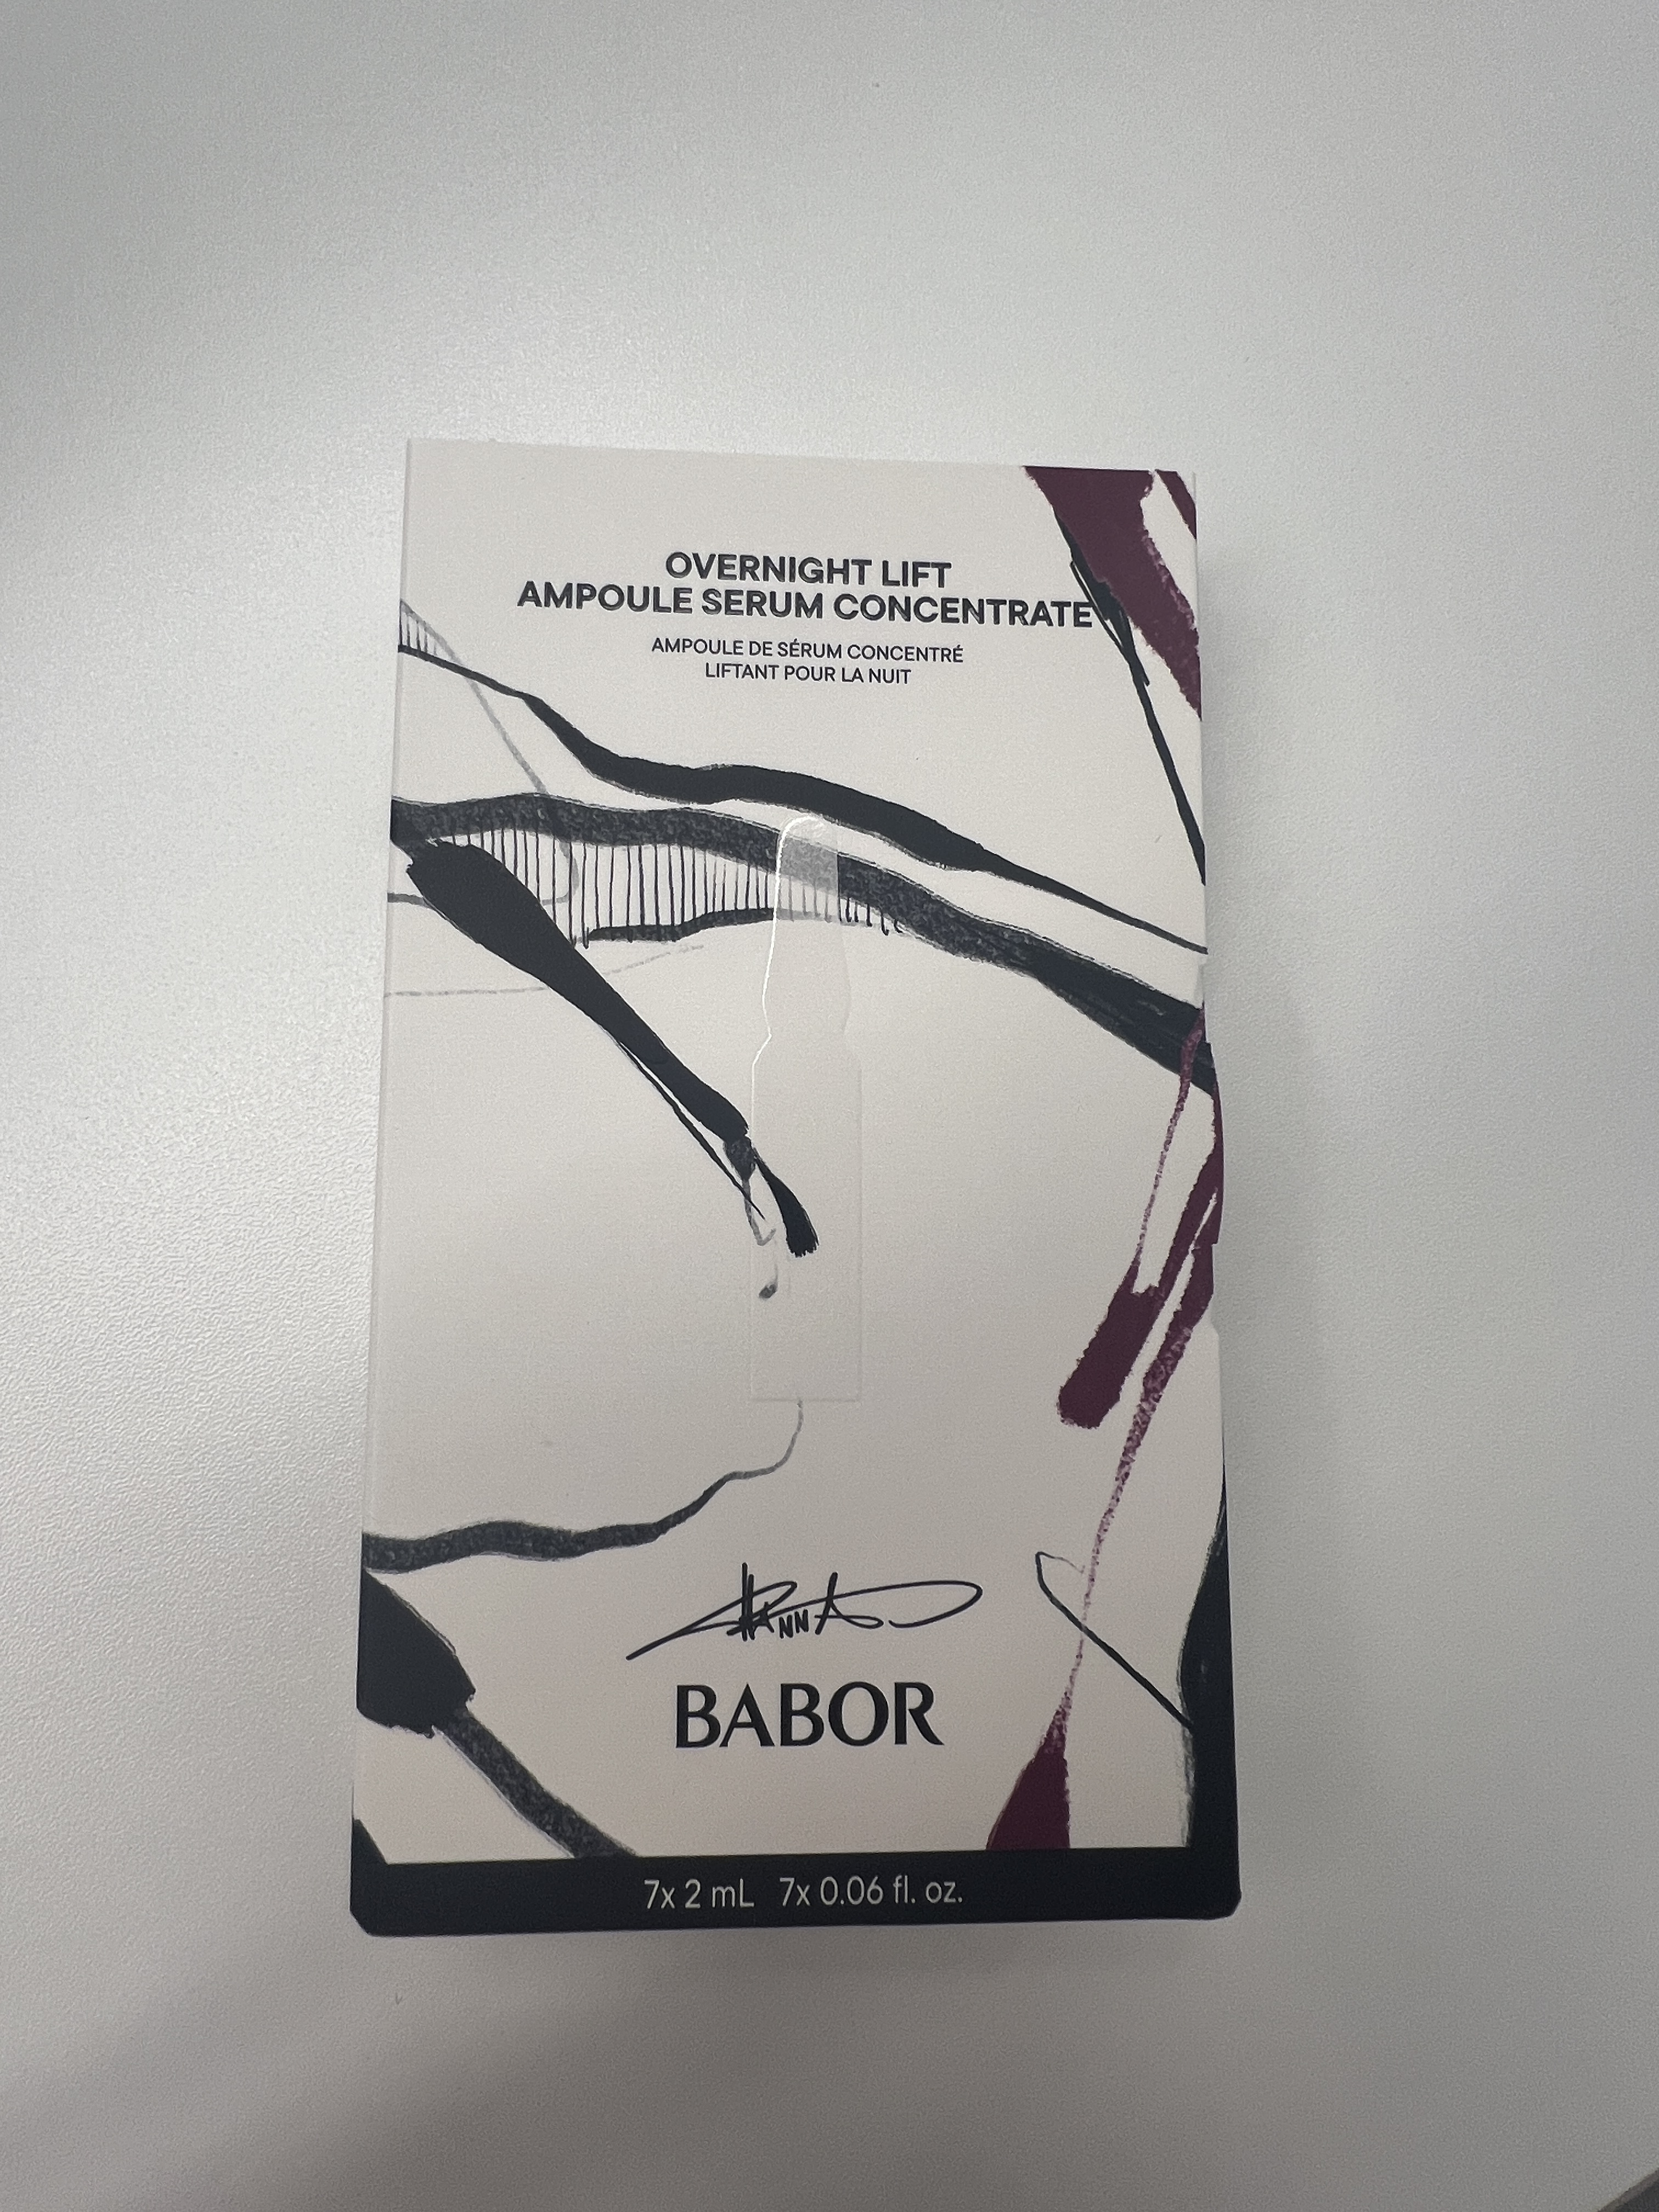 OVERNIGHT LIFT
AMPOULE SERUM CONCENTRATE
AMPOULE DE SÉRUM CONCENTRÉ
LIFTANT POUR LA NUIT
HANNA
BABOR
7x 2 mL 7x 0.06 fl. oz.